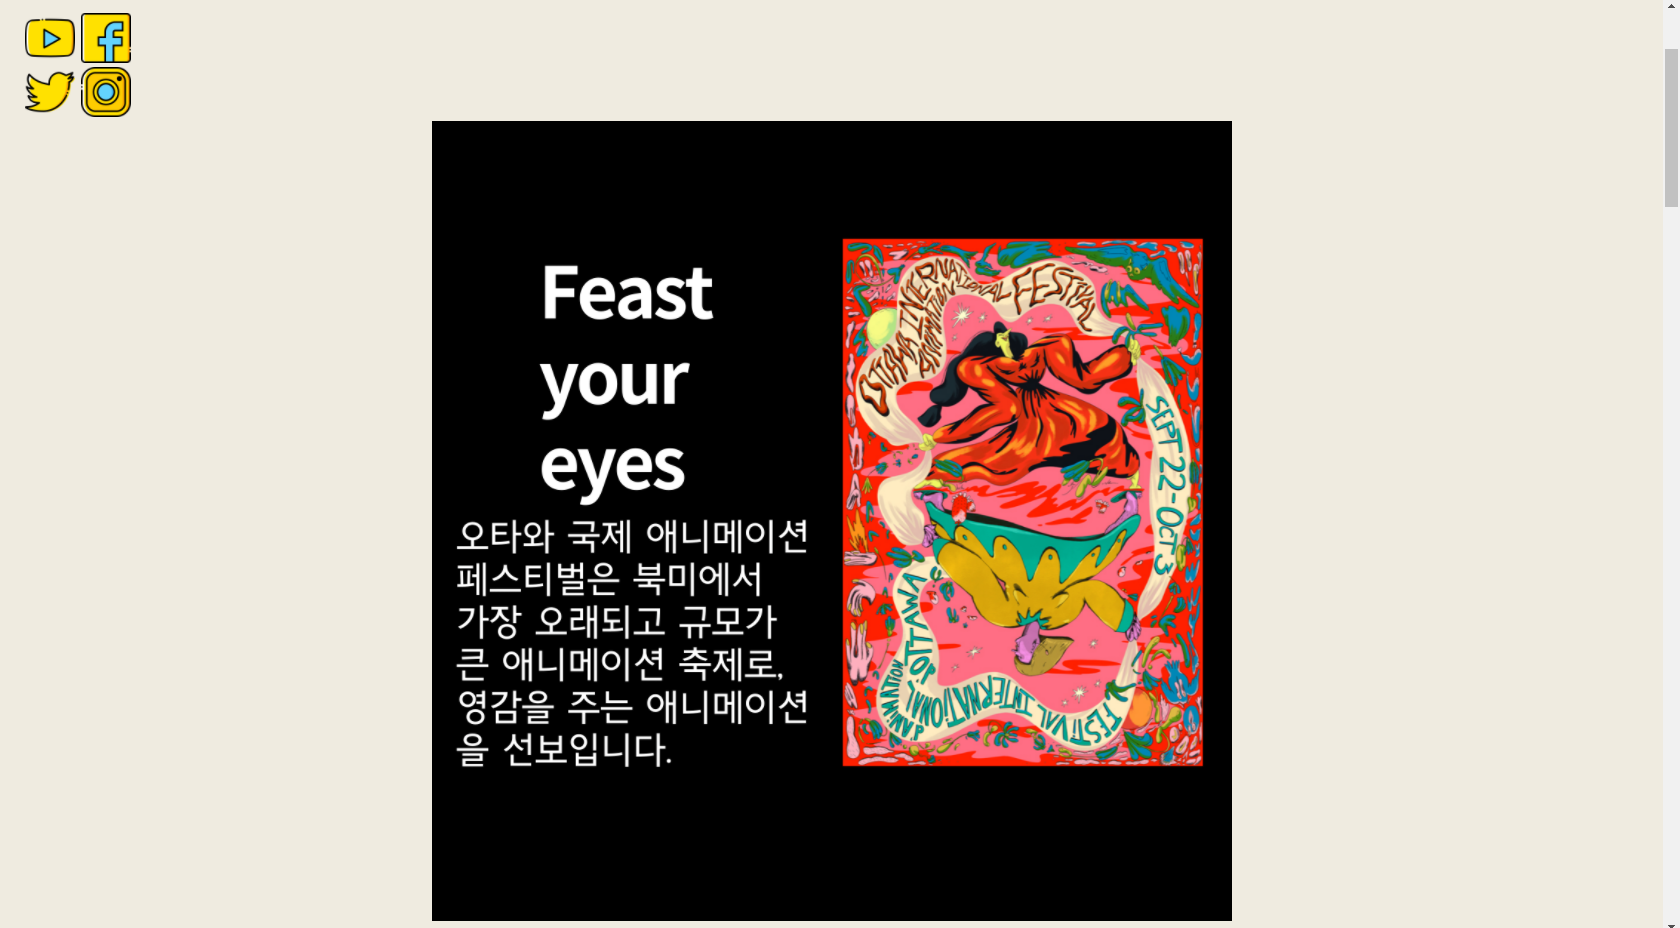 Feast
your
eyes
오타와 국제 애니메이션
페스티벌은 북미에서
가장 오래되고 규모가
큰 애니메이션 축제로,
영감을 주는 애니메이션
을 선보입니다.
OTTAWA INTERNATIONAL
ANIMATION
FESTIVAL
SEPT 22-OCT 3
OTTAWA
INTERNATIONAL
ANIMATION
FESTIVAL